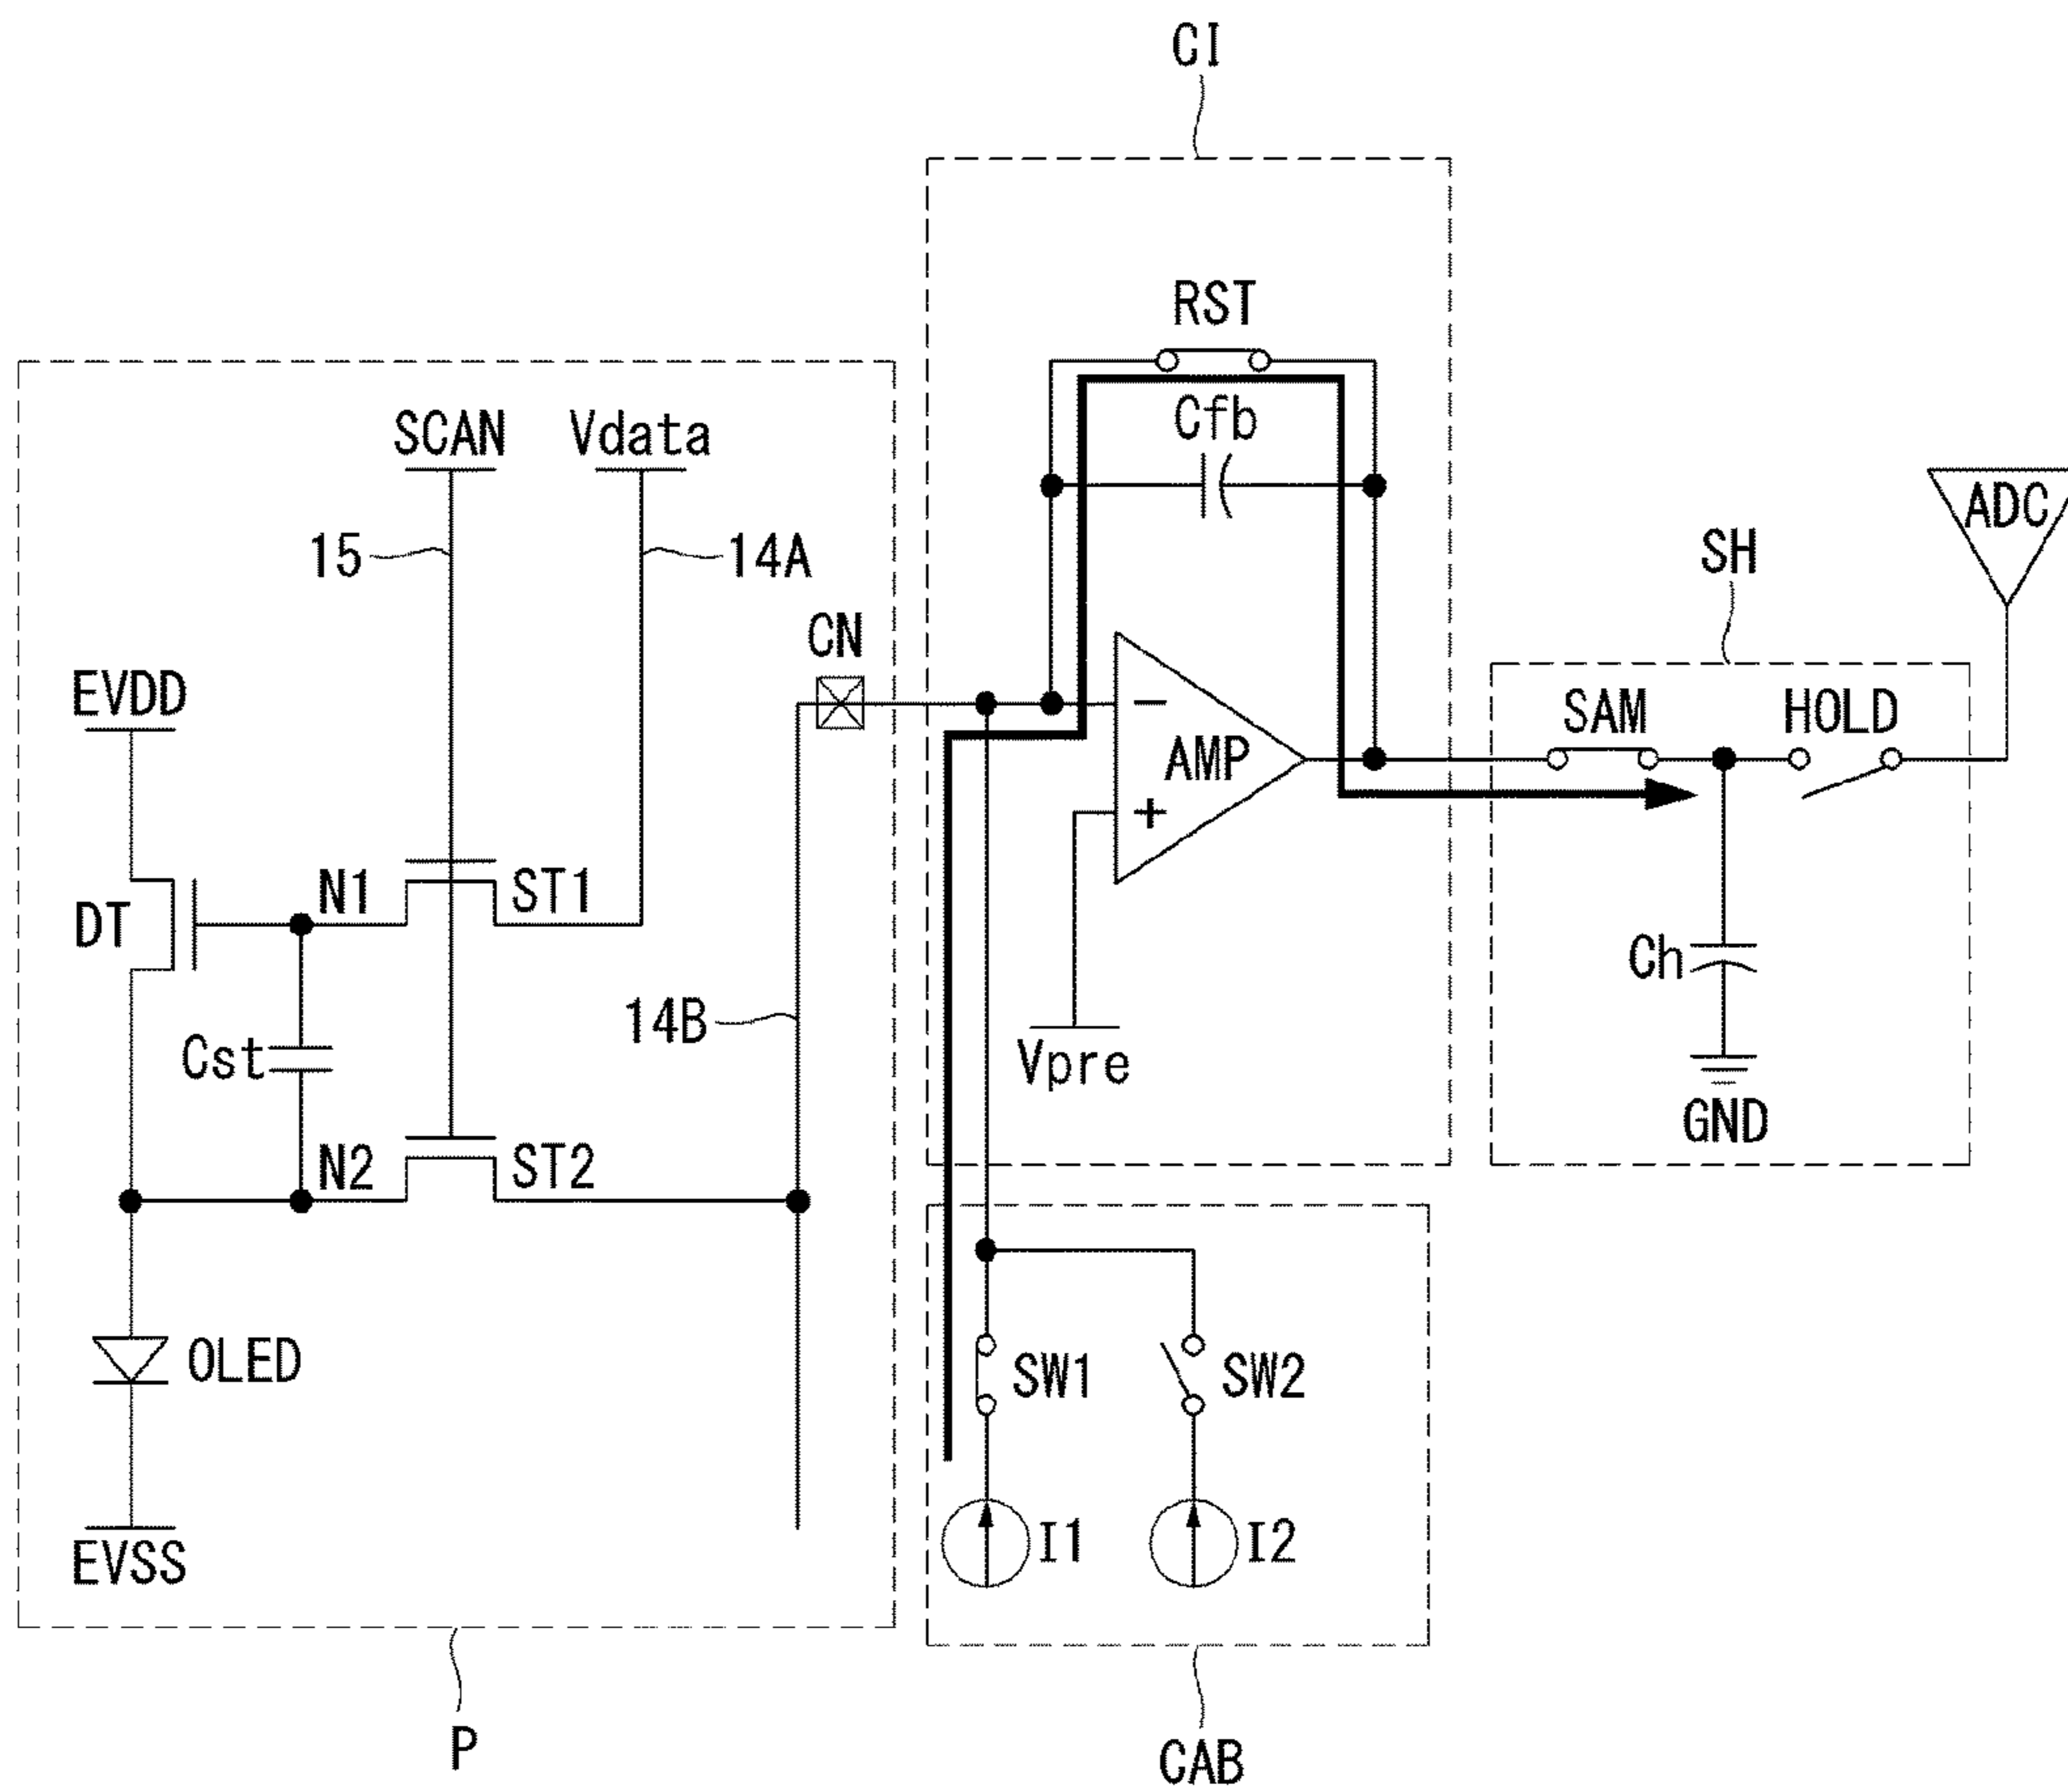 CI
RST
Cfb
SCAN Vdata
ADC
15 14A
SH
CN
EVDD
SAM HOLD
−
AMP
+
N1 ST1
DT
Ch
14B
Cst
Vpre
GND
N2 ST2
OLED
SW1 SW2
I1 I2
EVSS
P
CAB